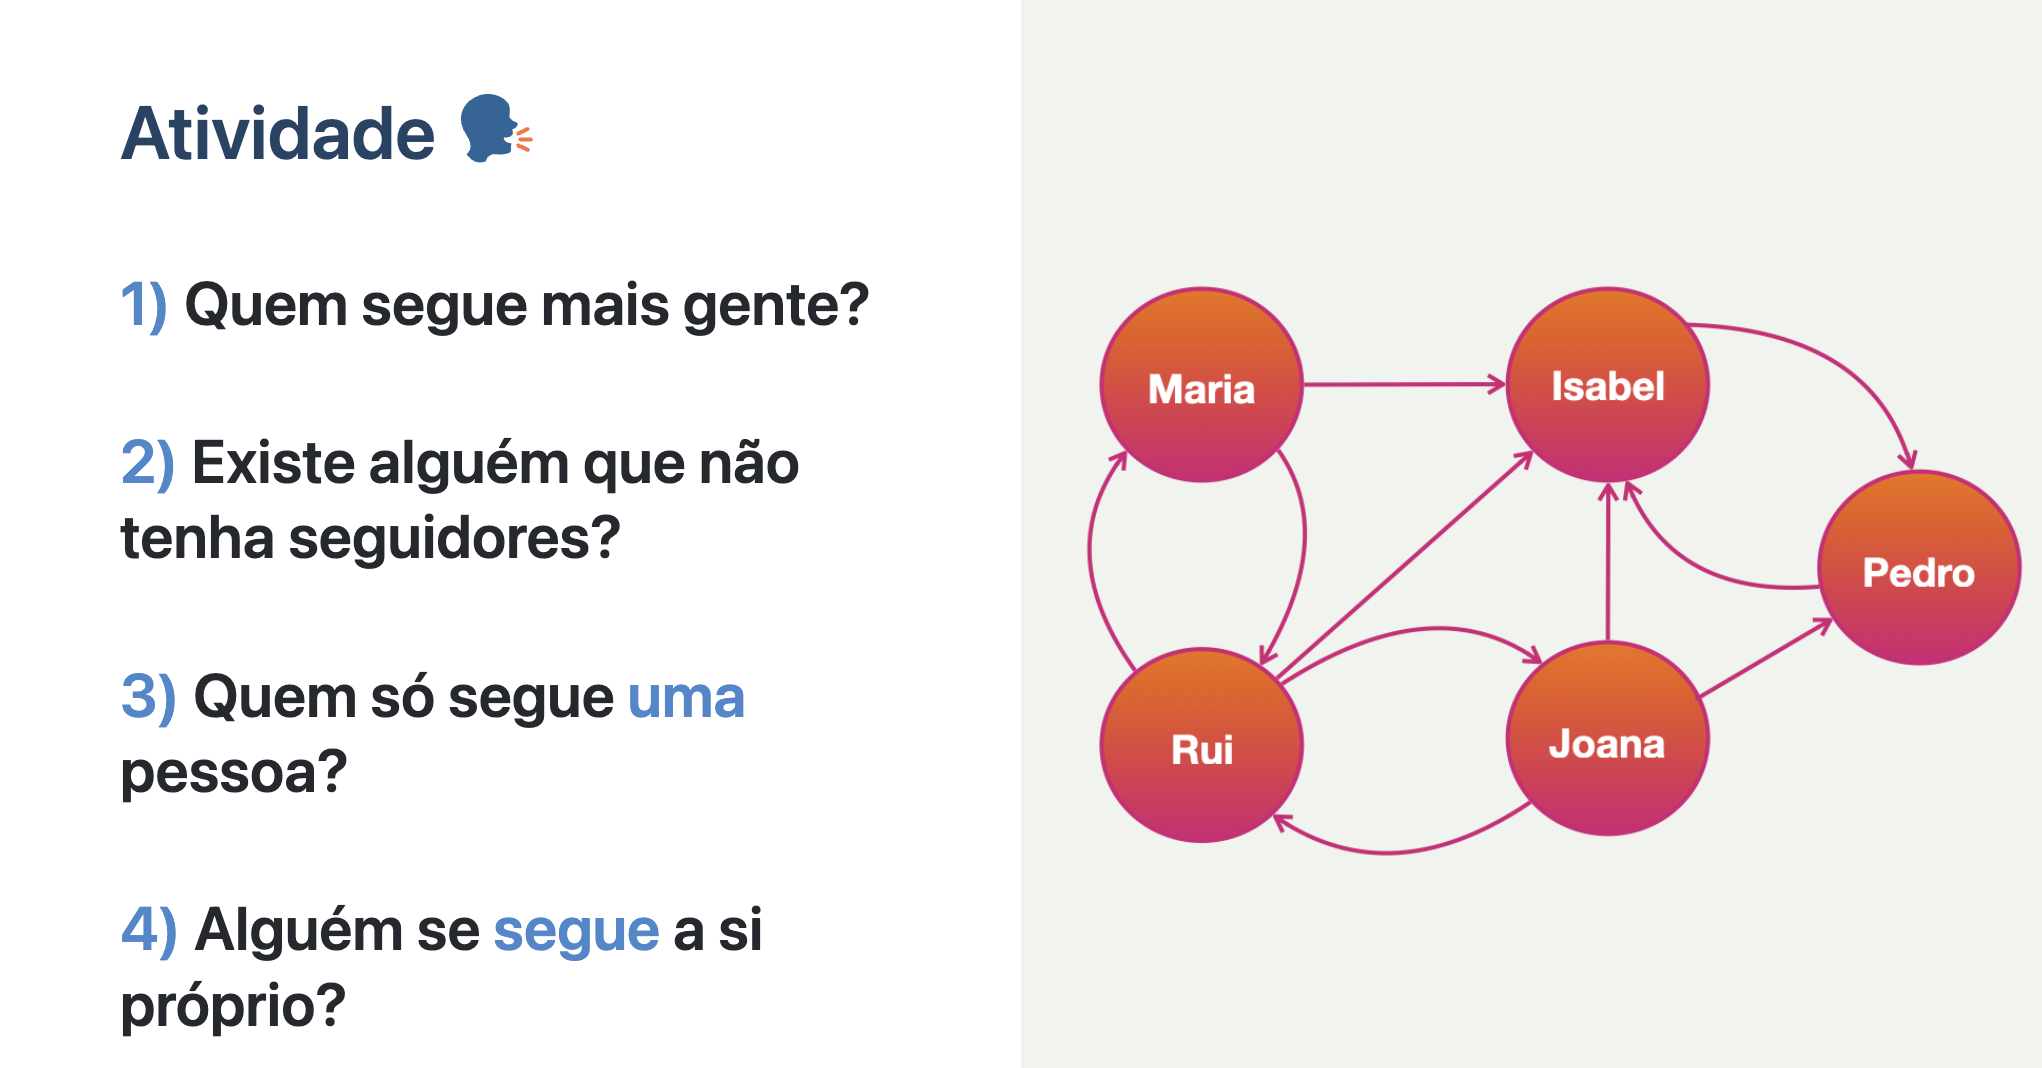 Atividade
1) Quem segue mais gente?
2) Existe alguém que não
tenha seguidores?
3) Quem só segue uma
pessoa?
4) Alguém se segue a si
próprio?
Maria
Isabel
Pedro
Rui
Joana